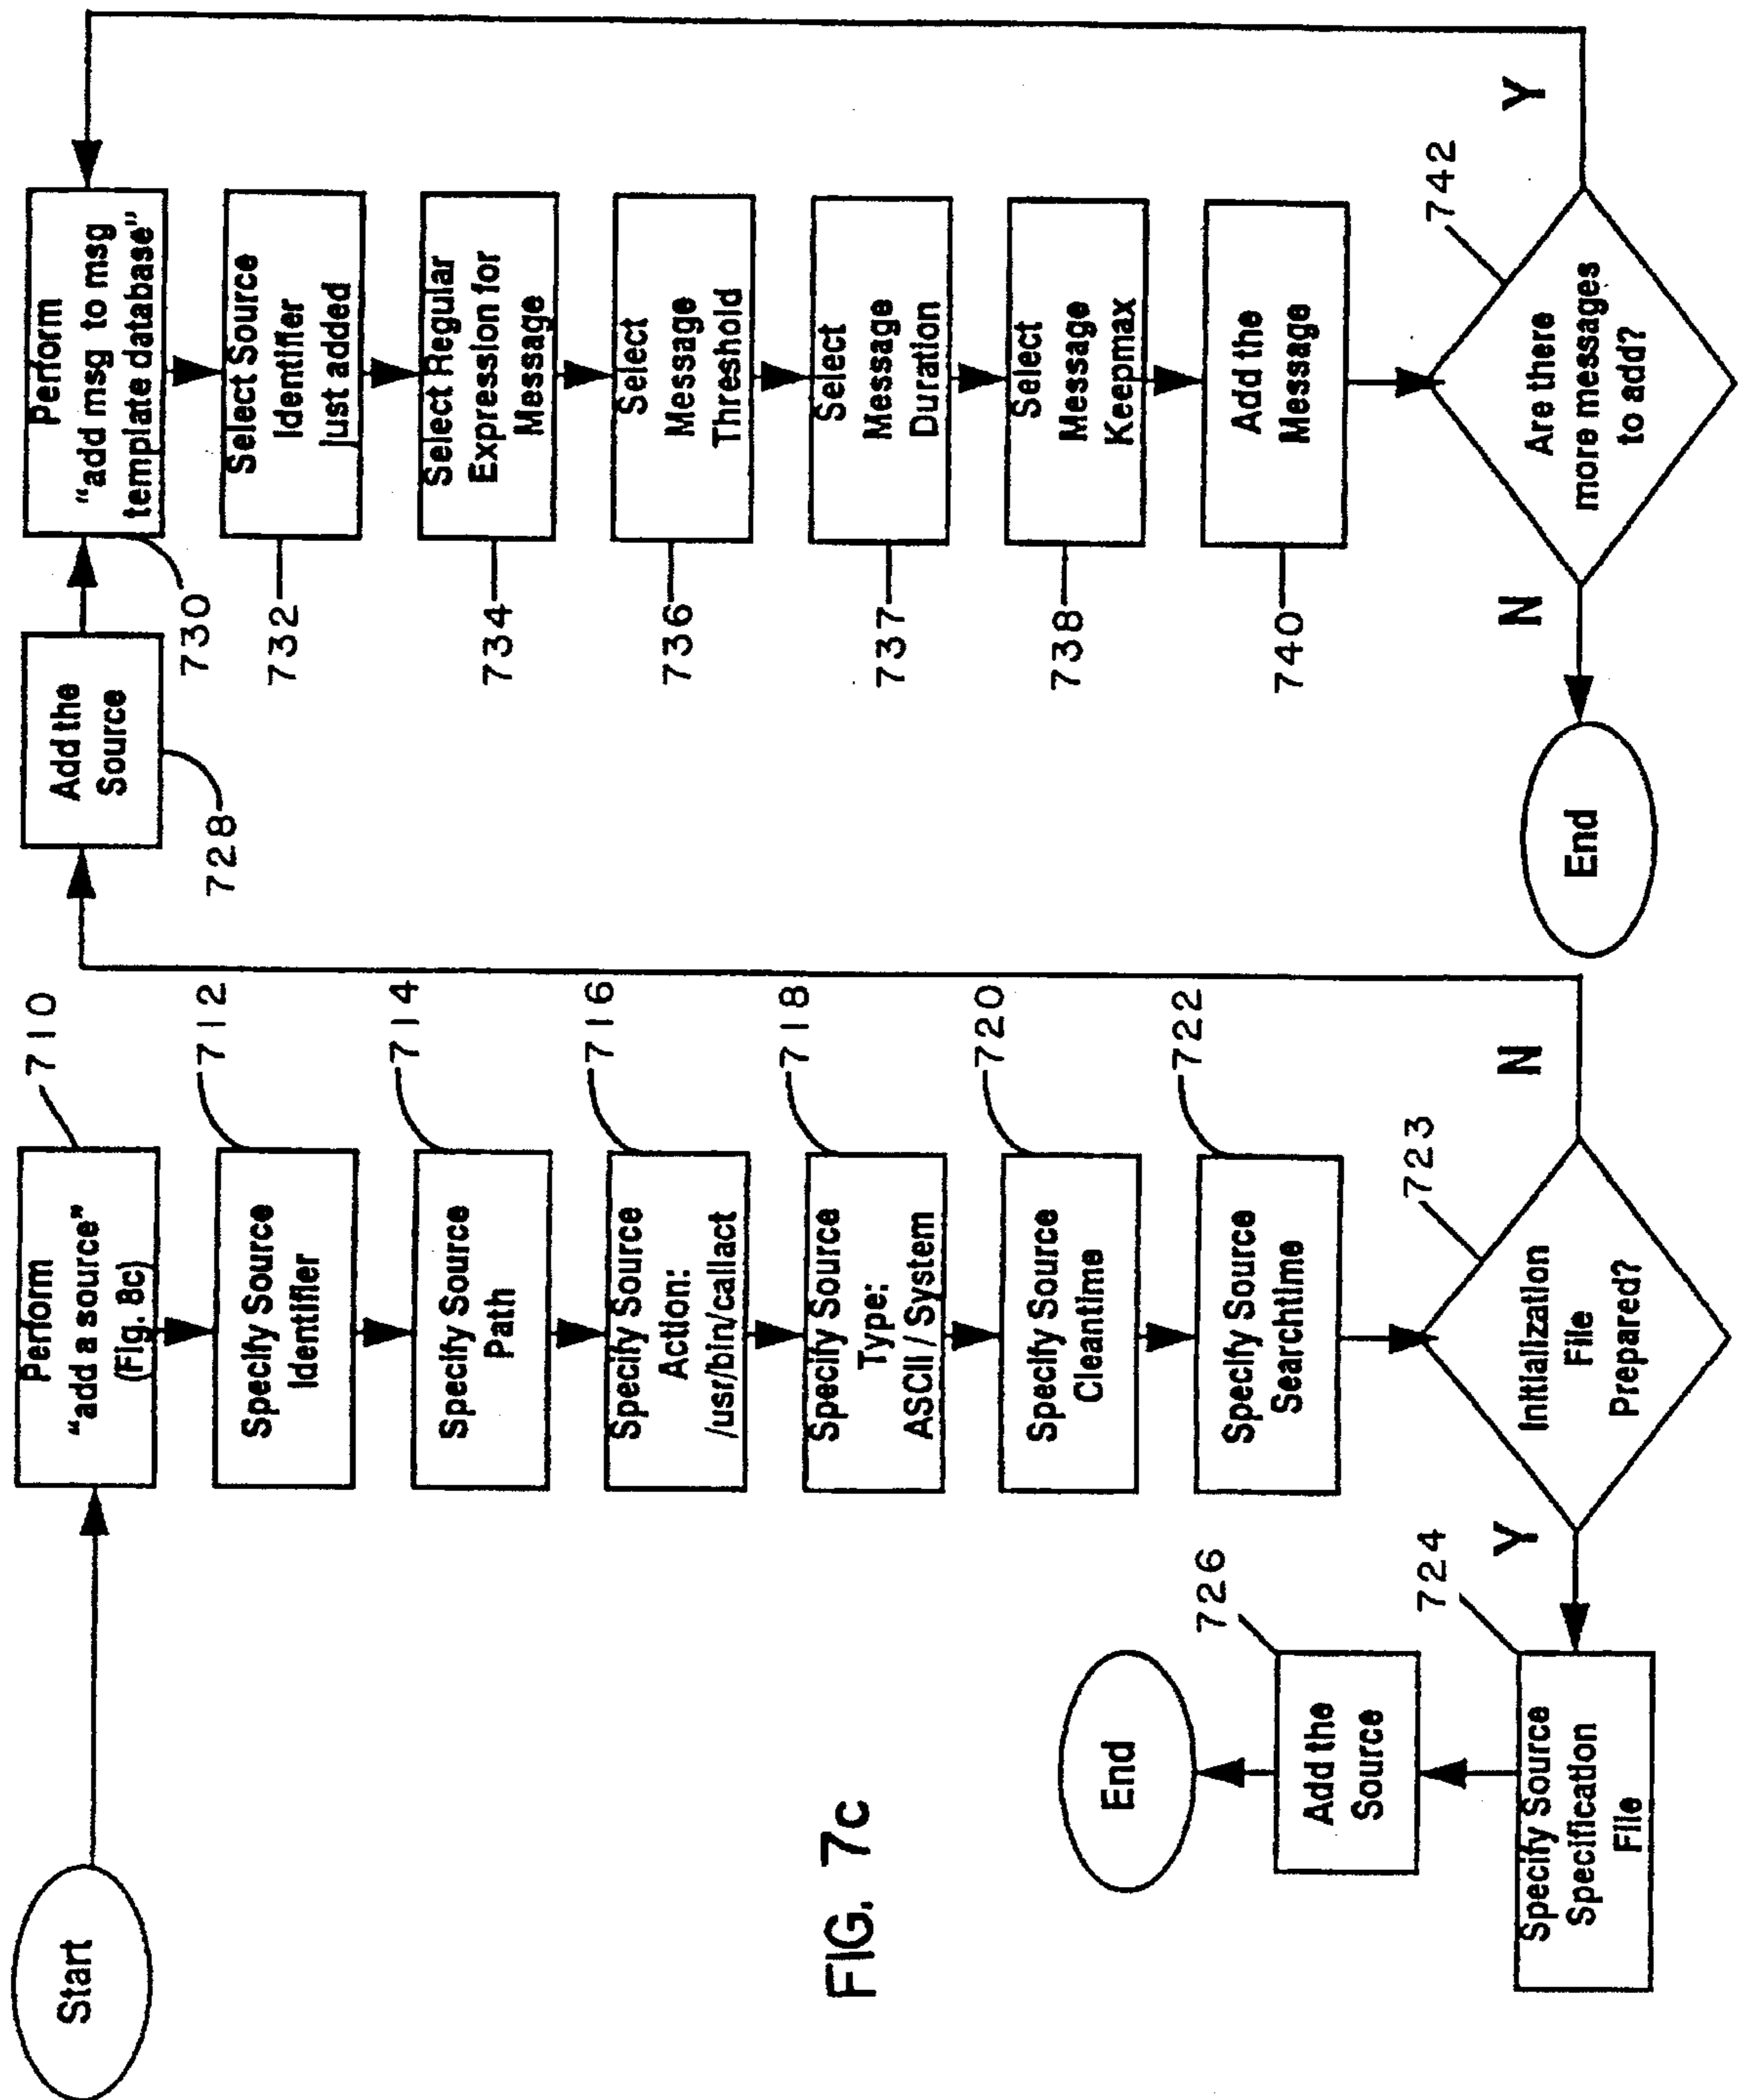 Start
Perform
“add a source”
(Fig. 8c)
710
Specify Source
Identifier
712
Specify Source
Path
714
Specify Source
Action:
/usr/bin/callact
716
Specify Source
Type:
ASCII / System
718
Specify Source
Cleantime
720
Specify Source
Searchtime
722
Initialization
File
Prepared?
723
Y
N
Specify Source
Specification
File
724
Add the
Source
726
End
Add the
Source
728
Perform
“add msg to msg
template database”
730
Select Source
Identifier
just added
732
Select Regular
Expression for
Message
734
Select
Message
Threshold
736
Select
Message
Duration
737
Select
Message
Keepmax
738
Add the
Message
740
Are there
more messages
to add?
742
Y
N
End
FIG. 7c